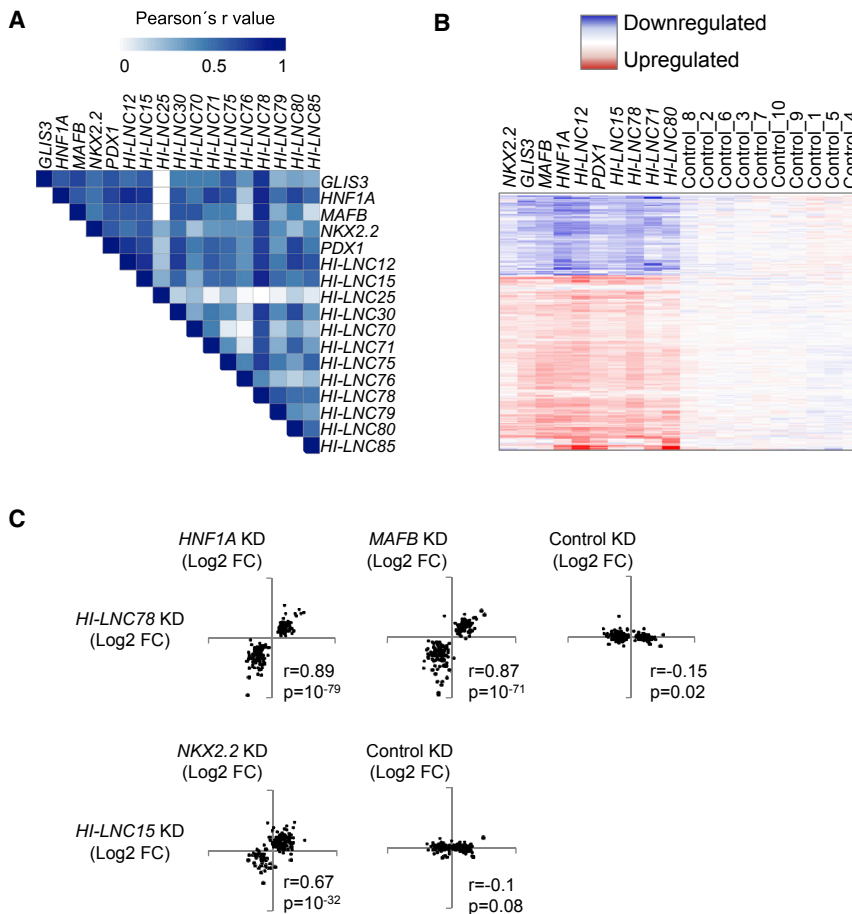 A
Pearson´s r value
0 0.5 1
GLIS3
HNF1A
MAFB
NKX2.2
PDX1
HI-LNC12
HI-LNC15
HI-LNC25
HI-LNC30
HI-LNC70
HI-LNC71
HI-LNC75
HI-LNC76
HI-LNC78
HI-LNC79
HI-LNC80
HI-LNC85
GLIS3
HNF1A
MAFB
NKX2.2
PDX1
HI-LNC12
HI-LNC15
HI-LNC25
HI-LNC30
HI-LNC70
HI-LNC71
HI-LNC75
HI-LNC76
HI-LNC78
HI-LNC79
HI-LNC80
HI-LNC85
B
Downregulated
Upregulated
NKX2.2
GLIS3
MAFB
HNF1A
HI-LNC12
PDX1
HI-LNC15
HI-LNC78
HI-LNC71
HI-LNC80
Control_8
Control_2
Control_6
Control_3
Control_7
Control_10
Control_9
Control_1
Control_5
Control_4
C
HNF1A KD
(Log2 FC)
MAFB KD
(Log2 FC)
Control KD
(Log2 FC)
HI-LNC78 KD
(Log2 FC)
r=0.89
p=10⁻⁷⁹
r=0.87
p=10⁻⁷¹
r=-0.15
p=0.02
NKX2.2 KD
(Log2 FC)
Control KD
(Log2 FC)
HI-LNC15 KD
(Log2 FC)
r=0.67
p=10⁻³²
r=-0.1
p=0.08